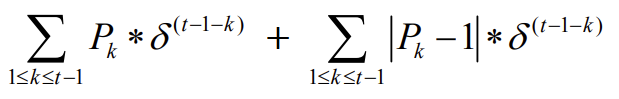 ∑_{1≤k≤t−1} P_k * δ^{(t−1−k)} + ∑_{1≤k≤t−1} |P_k − 1| * δ^{(t−1−k)}